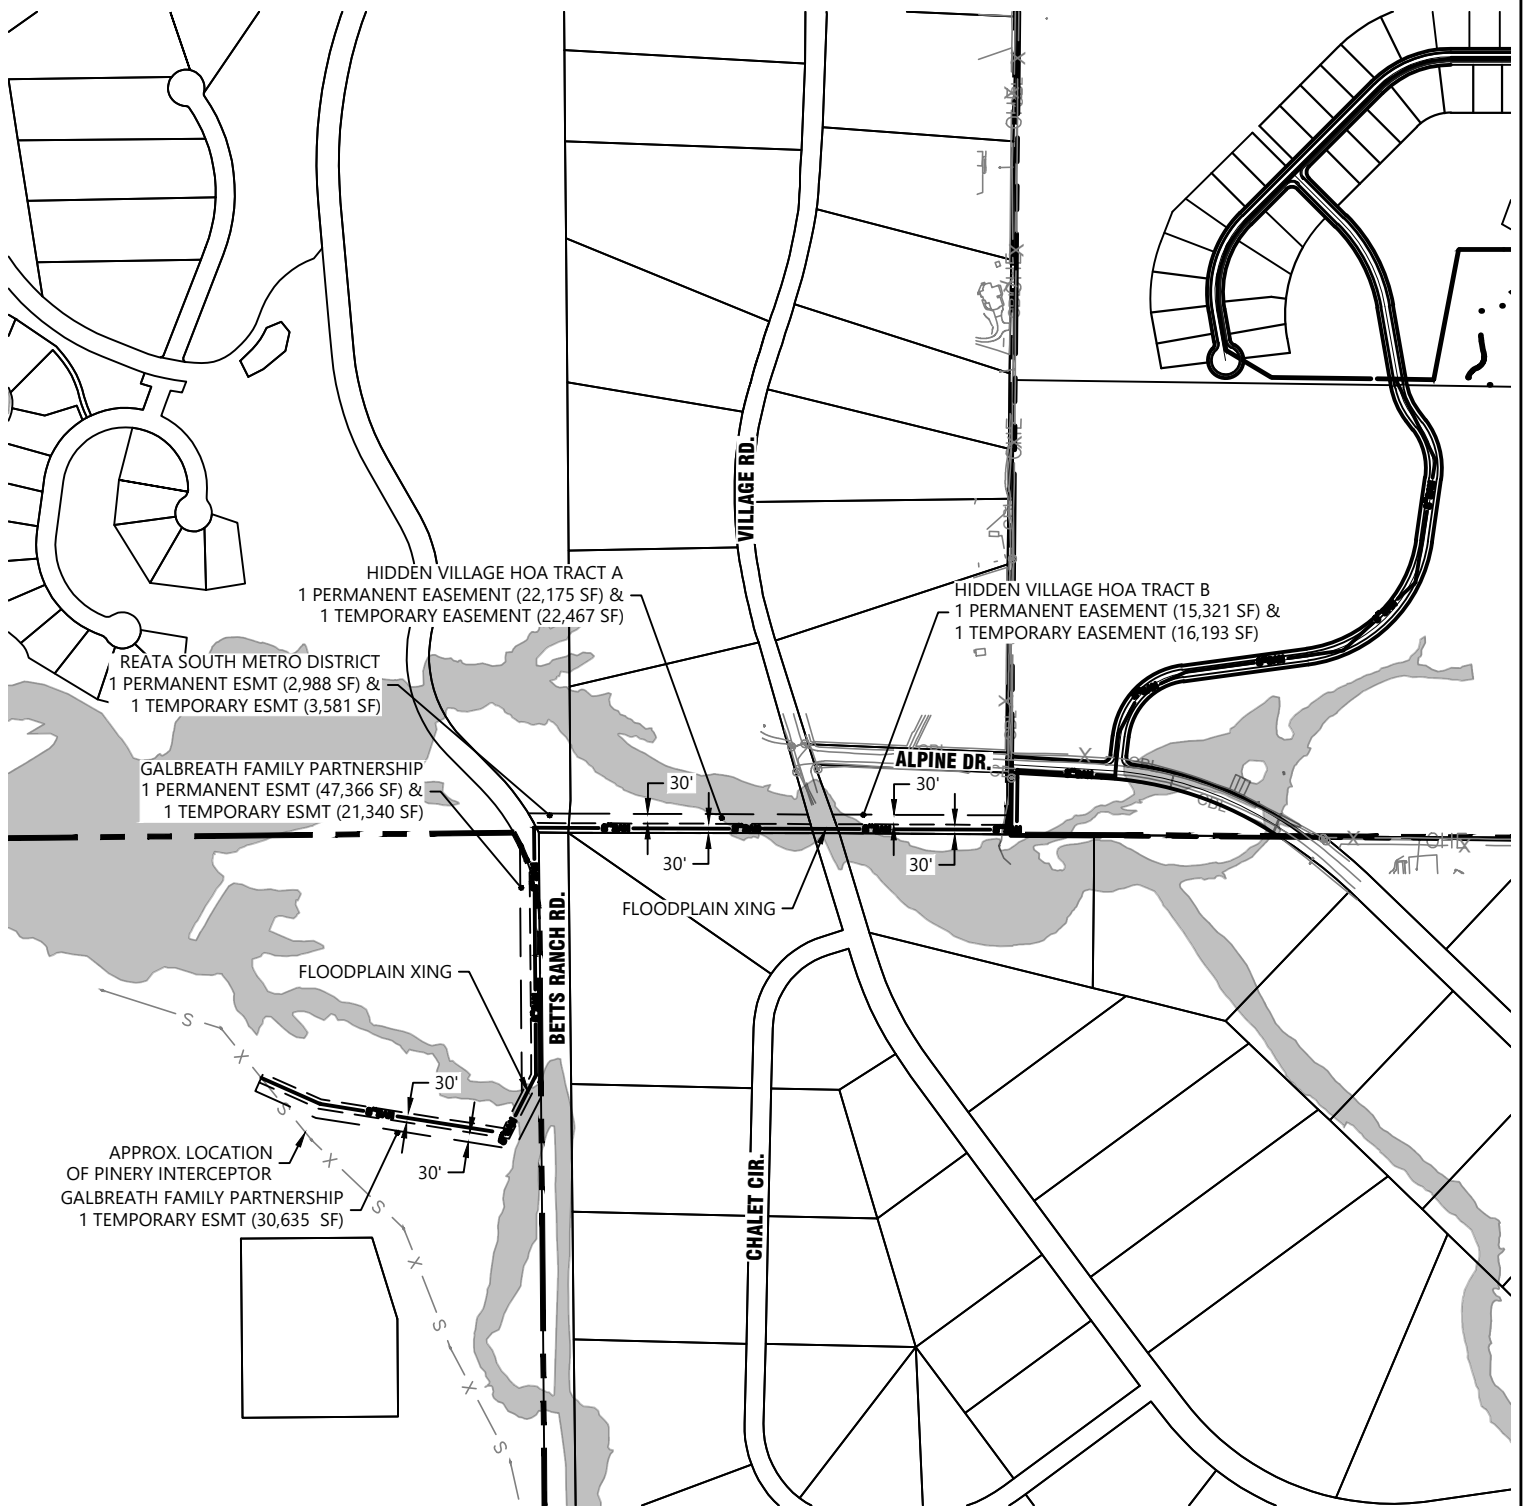 VILLAGE RD.
HIDDEN VILLAGE HOA TRACT A
1 PERMANENT EASEMENT (22,175 SF) &
1 TEMPORARY EASEMENT (22,467 SF)
HIDDEN VILLAGE HOA TRACT B
1 PERMANENT EASEMENT (15,321 SF) &
1 TEMPORARY EASEMENT (16,193 SF)
REATA SOUTH METRO DISTRICT
1 PERMANENT ESMT (2,988 SF) &
1 TEMPORARY ESMT (3,581 SF)
ALPINE DR.
GALBREATH FAMILY PARTNERSHIP
1 PERMANENT ESMT (47,366 SF) &
1 TEMPORARY ESMT (21,340 SF)
30'
30'
X
X
OHE
X
30'
30'
FLOODPLAIN XING
BETTS RANCH RD.
FLOODPLAIN XING
S
X
30'
S
APPROX. LOCATION
OF PINERY INTERCEPTOR
X
30'
GALBREATH FAMILY PARTNERSHIP
1 TEMPORARY ESMT (30,635 SF)
S
CHALET CIR.
X
S
X
S